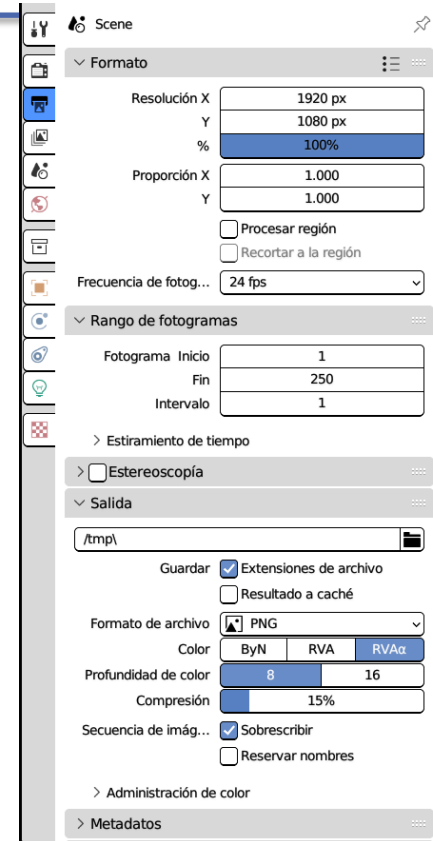 Scene
Formato
Resolución X 1920 px
Y 1080 px
% 100%
Proporción X 1.000
Y 1.000
Procesar región
Recortar a la región
Frecuencia de fotog... 24 fps
Rango de fotogramas
Fotograma Inicio 1
Fin 250
Intervalo 1
Estiramiento de tiempo
Estereoscopía
Salida
/tmp\
Guardar Extensiones de archivo
Resultado a caché
Formato de archivo PNG
Color ByN RVA RVAα
Profundidad de color 8 16
Compresión 15%
Secuencia de imág... Sobrescribir
Reservar nombres
Administración de color
Metadatos